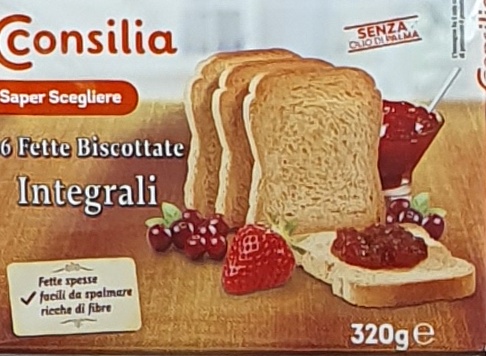 Consilia
SENZA
OLIO DI PALMA
Saper Scegliere
6 Fette Biscottate
Integrali
Fette spesse
facili da spalmare
ricche di fibre
320g e